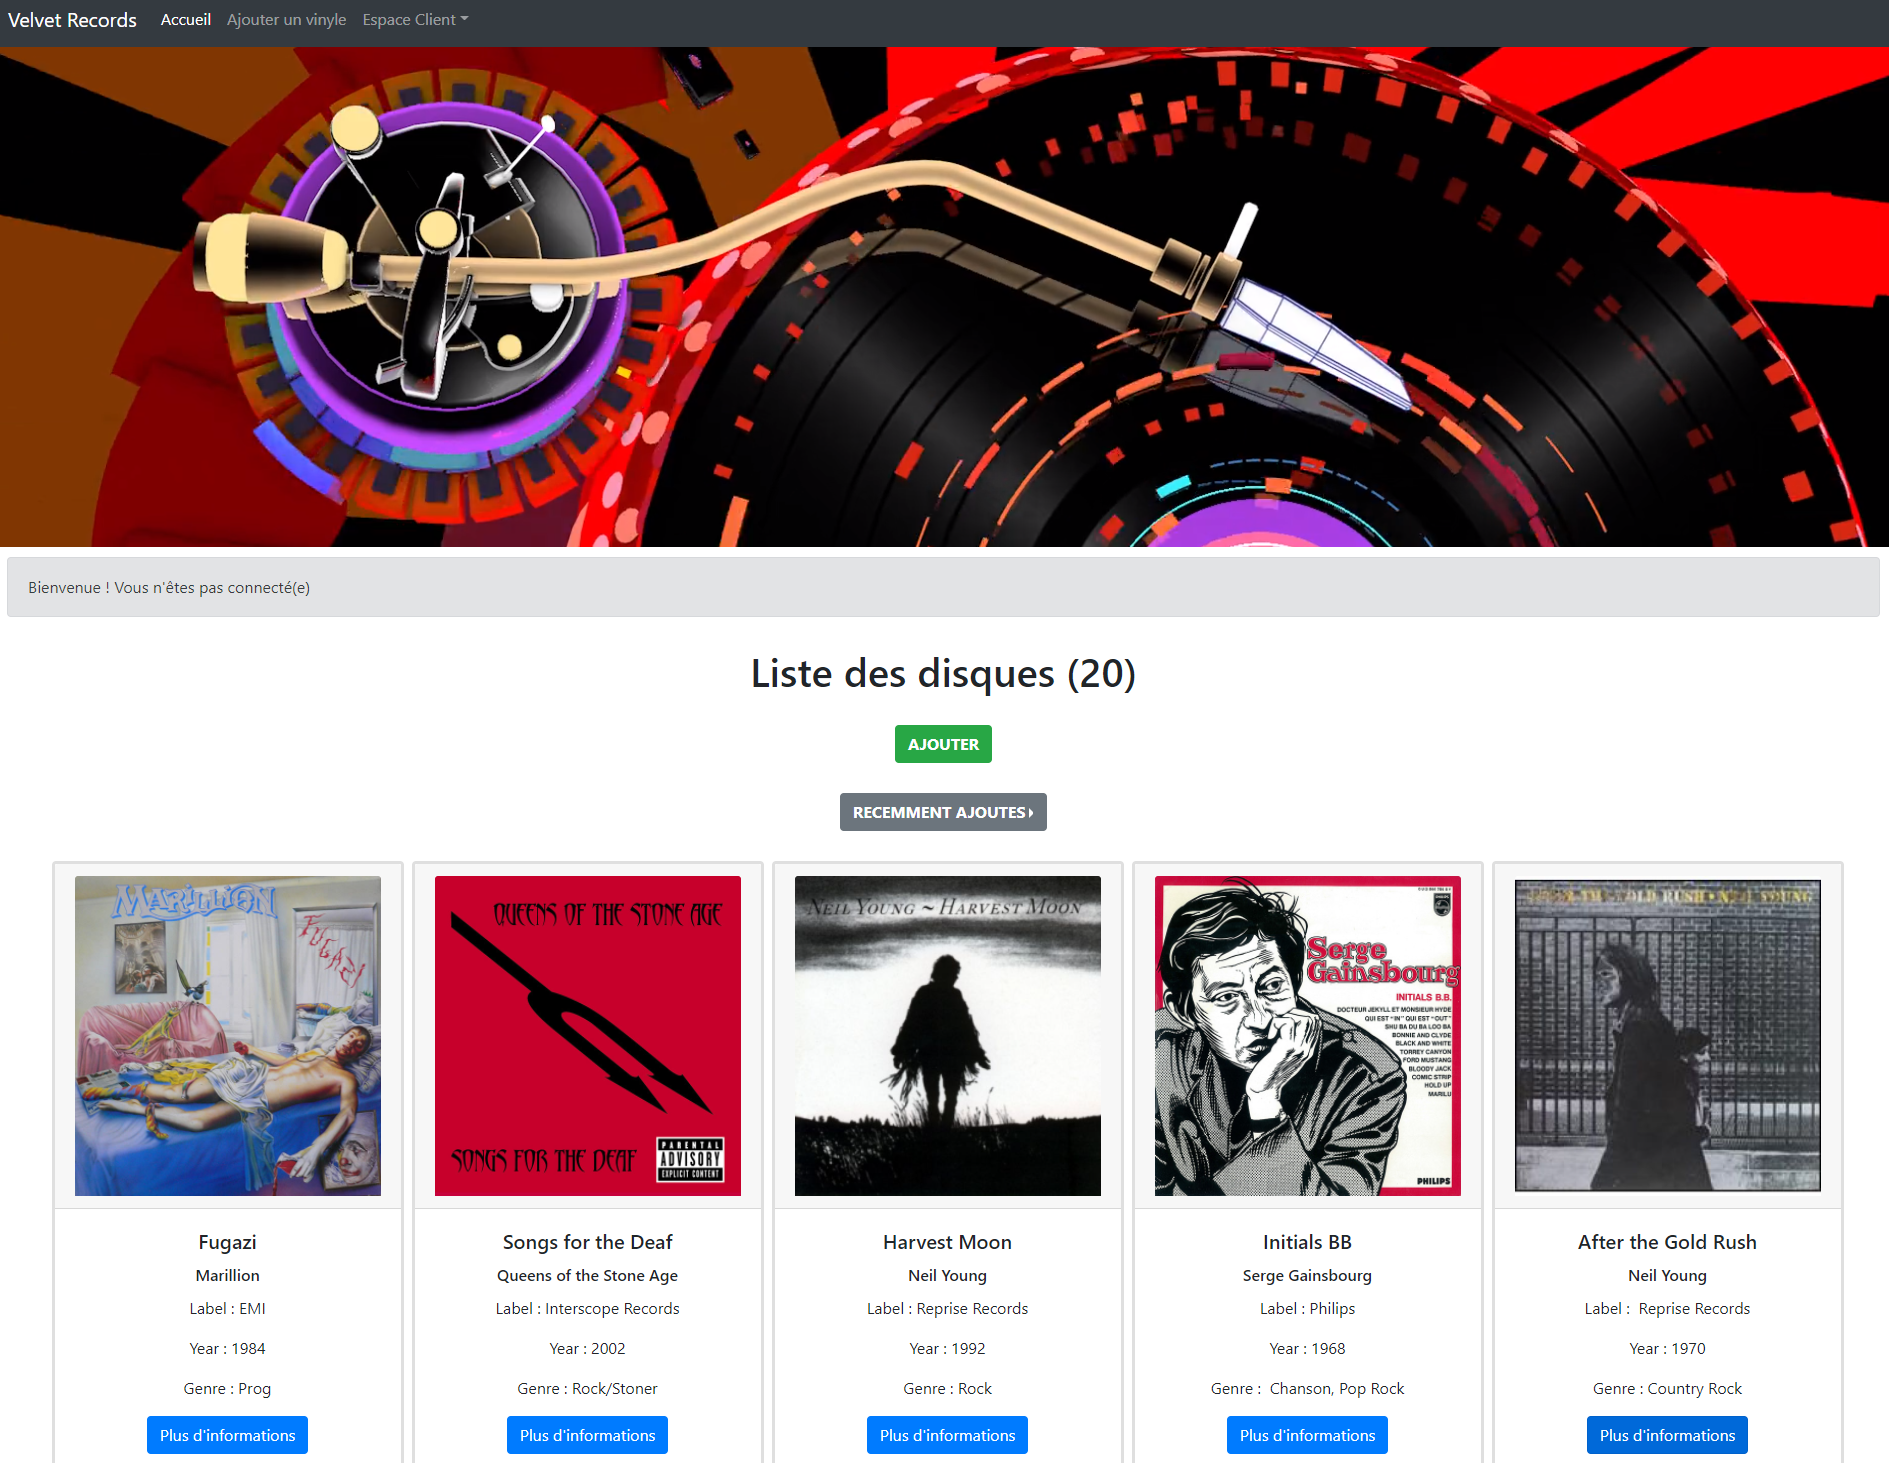 Velvet Records Accueil Ajouter un vinyle Espace Client
Bienvenue ! Vous n'êtes pas connecté(e)
Liste des disques (20)
AJOUTER
RECEMMENT AJOUTES
MARILLION
FUGAZI
Fugazi
Marillion
Label : EMI
Year : 1984
Genre : Prog
Plus d'informations
QUEENS OF THE STONE AGE
SONGS FOR THE DEAF
PARENTAL
ADVISORY
EXPLICIT CONTENT
Songs for the Deaf
Queens of the Stone Age
Label : Interscope Records
Year : 2002
Genre : Rock/Stoner
Plus d'informations
NEIL YOUNG ~ HARVEST MOON
Harvest Moon
Neil Young
Label : Reprise Records
Year : 1992
Genre : Rock
Plus d'informations
Serge
Gainsbourg
INITIALS B.B.
DOCTEUR JEKYLL ET MONSIEUR HYDE
QUI EST "IN" QUI EST "OUT"
SHU BA DU BA LOO BA
BONNIE AND CLYDE
BLACK AND WHITE
TORREY CANYON
FORD MUSTANG
BLOODY JACK
COMIC STRIP
HOLD UP
MARILU
PHILIPS
Initials BB
Serge Gainsbourg
Label : Philips
Year : 1968
Genre : Chanson, Pop Rock
Plus d'informations
GOLD RUSH • NEIL YOUNG
After the Gold Rush
Neil Young
Label : Reprise Records
Year : 1970
Genre : Country Rock
Plus d'informations